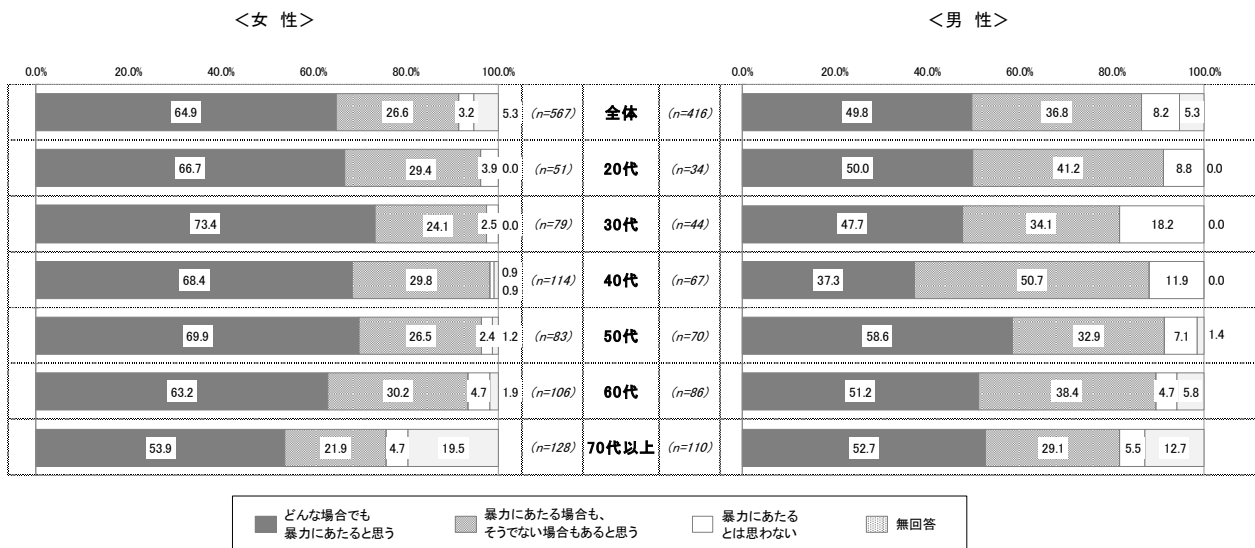 ＜女 性＞ ＜男 性＞
0.0% 20.0% 40.0% 60.0% 80.0% 100.0% 0.0% 20.0% 40.0% 60.0% 80.0% 100.0%
64.9 26.6 3.2 5.3 (n=567) 全体 (n=416) 49.8 36.8 8.2 5.3
66.7 29.4 3.9 0.0 (n=51) 20代 (n=34) 50.0 41.2 8.8 0.0
73.4 24.1 2.5 0.0 (n=79) 30代 (n=44) 47.7 34.1 18.2 0.0
68.4 29.8 0.9 0.9 (n=114) 40代 (n=67) 37.3 50.7 11.9 0.0
69.9 26.5 2.4 1.2 (n=83) 50代 (n=70) 58.6 32.9 7.1 1.4
63.2 30.2 4.7 1.9 (n=106) 60代 (n=86) 51.2 38.4 4.7 5.8
53.9 21.9 4.7 19.5 (n=128) 70代以上 (n=110) 52.7 29.1 5.5 12.7
どんな場合でも
暴力にあたると思う
暴力にあたる場合も、
そうでない場合もあると思う
暴力にあたる
とは思わない
無回答